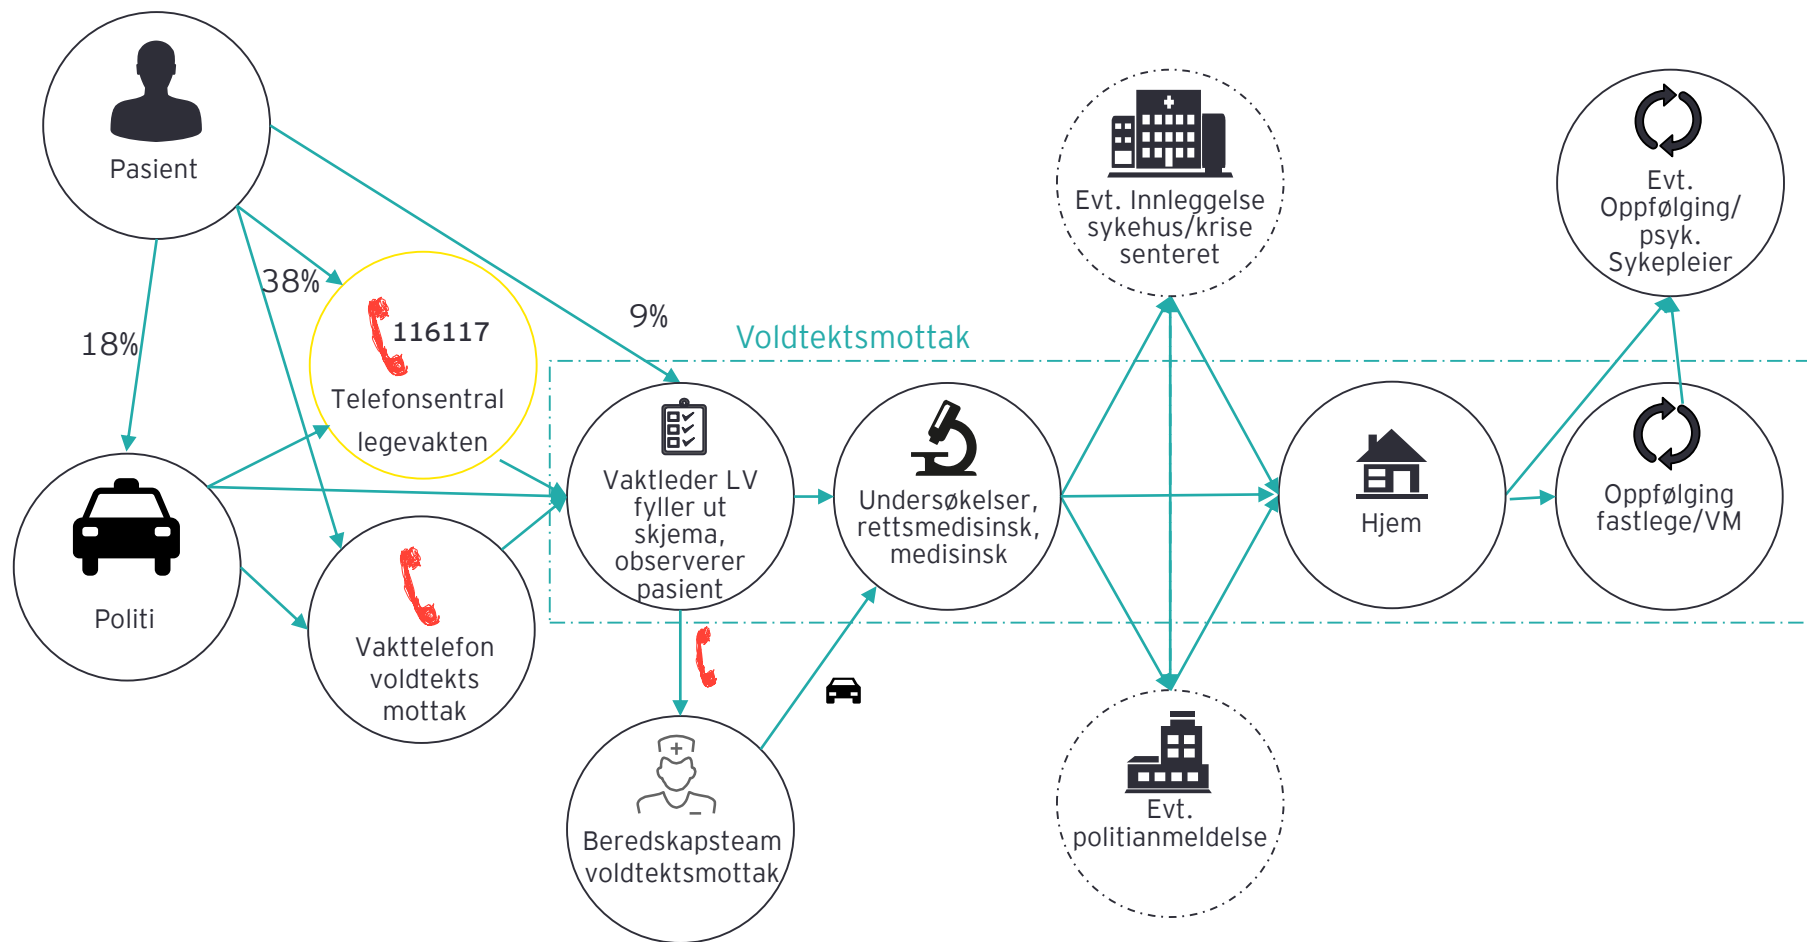 Pasient
18%
38%
9%
116117
Telefonsentral
legevakten
Politi
Vakttelefon
voldtekts
mottak
Voldtektsmottak
Vaktleder LV
fyller ut
skjema,
observerer
pasient
Beredskapsteam
voldtektsmottak
Undersøkelser,
rettsmedisinsk,
medisinsk
Evt. Innleggelse
sykehus/krise
senteret
Evt.
politianmeldelse
Hjem
Evt.
Oppfølging/
psyk.
Sykepleier
Oppfølging
fastlege/VM